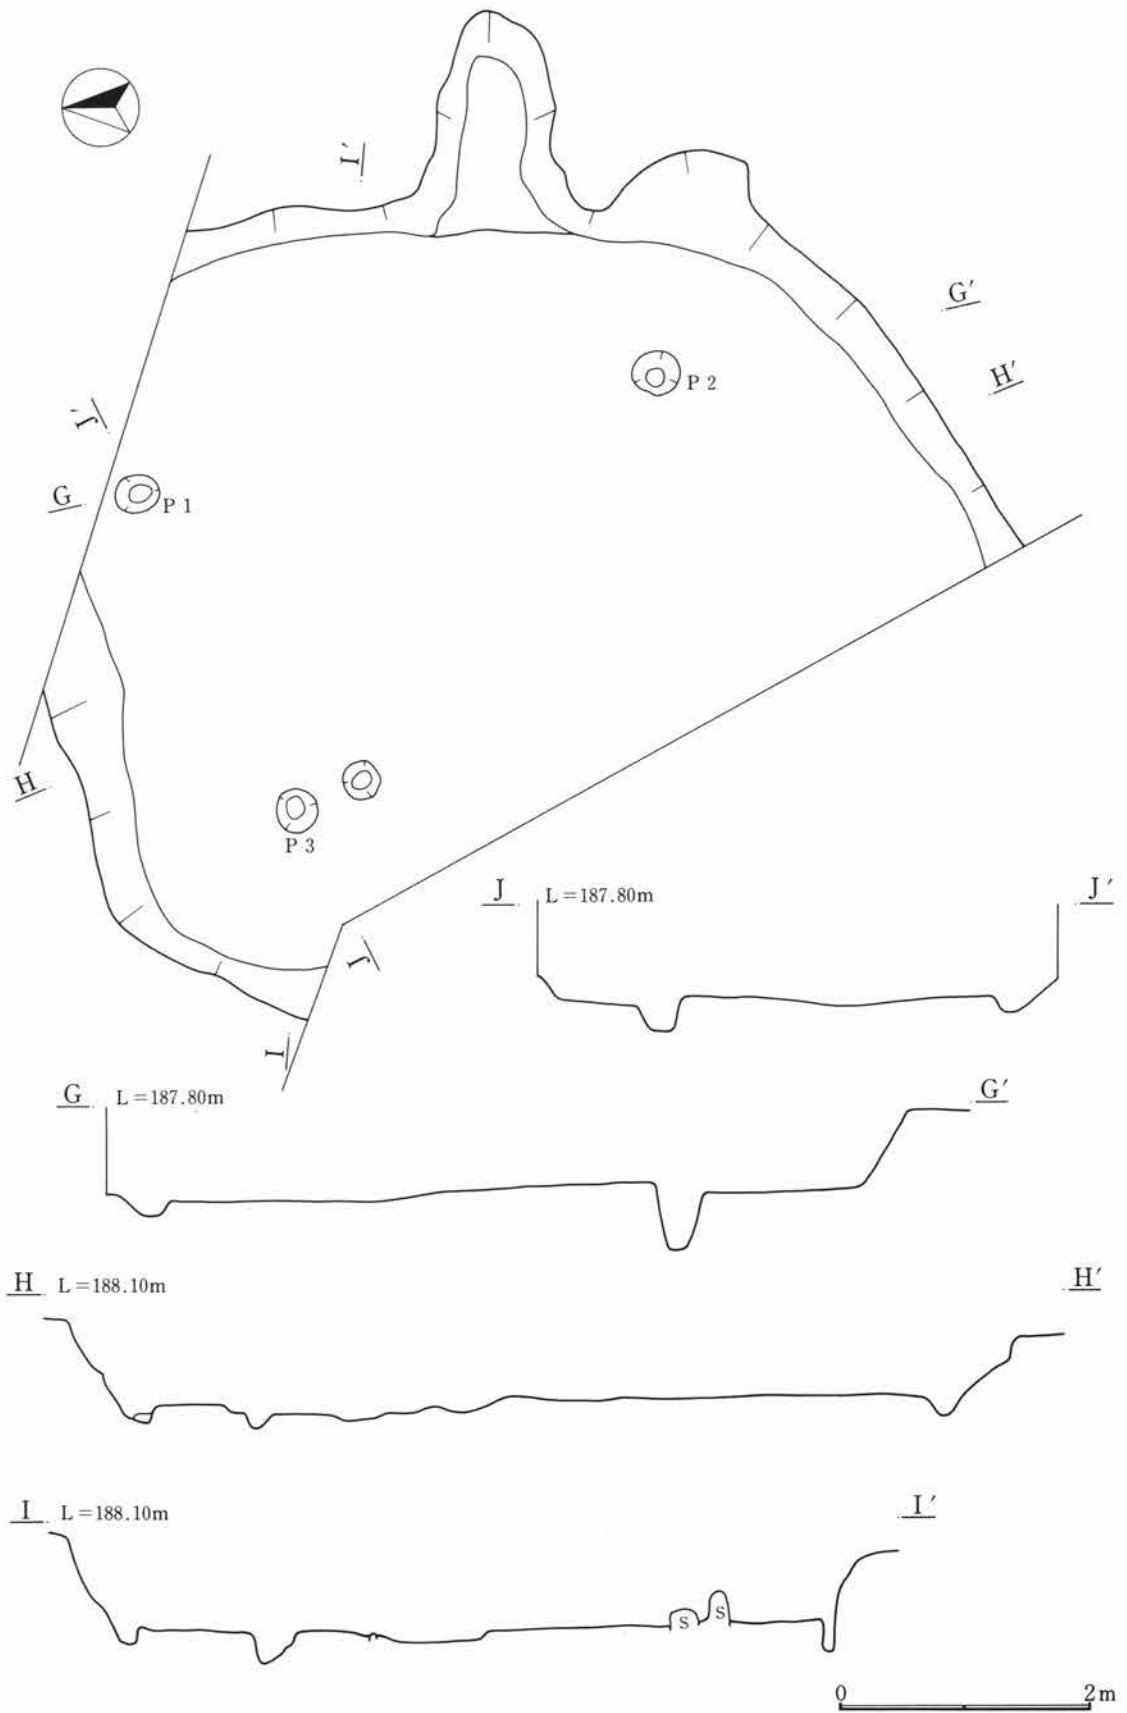 I′
G′
H′
P 2
J′
G
P 1
H
P 3
J
I
J L＝187.80m J′
G L＝187.80m G′
H L＝188.10m H′
I L＝188.10m I′
S S
0 2m